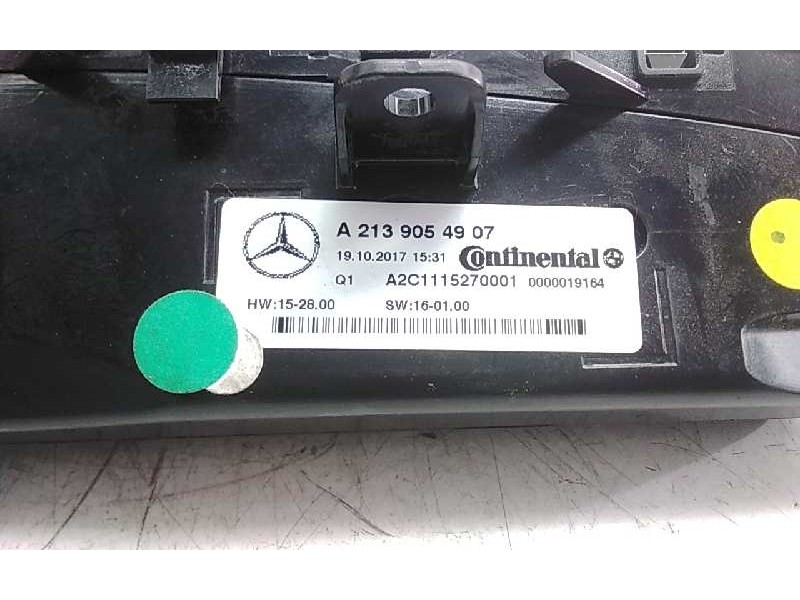 A 213 905 49 07
19.10.2017 15:31 Continental
Q1 A2C1115270001 0000019164
HW:15-28.00 SW:16-01.00